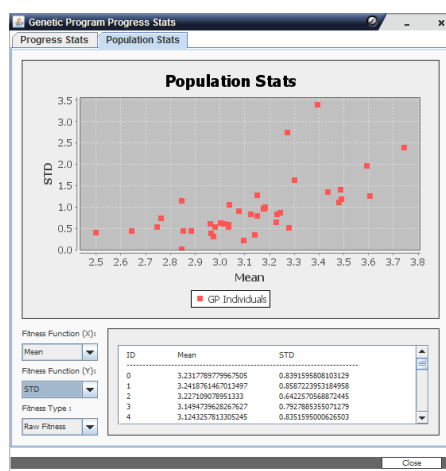 Genetic Program Progress Stats
Progress Stats Population Stats
Population Stats
3.5
3.0
2.5
2.0
1.5
1.0
0.5
0.0
STD
2.5 2.6 2.7 2.8 2.9 3.0 3.1 3.2 3.3 3.4 3.5 3.6 3.7 3.8
Mean
GP Individuals
Fitness Function (X):
Mean
Fitness Function (Y):
STD
Fitness Type :
Raw Fitness
ID Mean STD
0 3.2317789779967505 0.8391595808103129
1 3.2418761467013497 0.8587223953184958
2 3.227109078951333 0.6422570568872445
3 3.1494739628267627 0.7927885355071279
4 3.1243257813305245 0.8351595000626503
Close